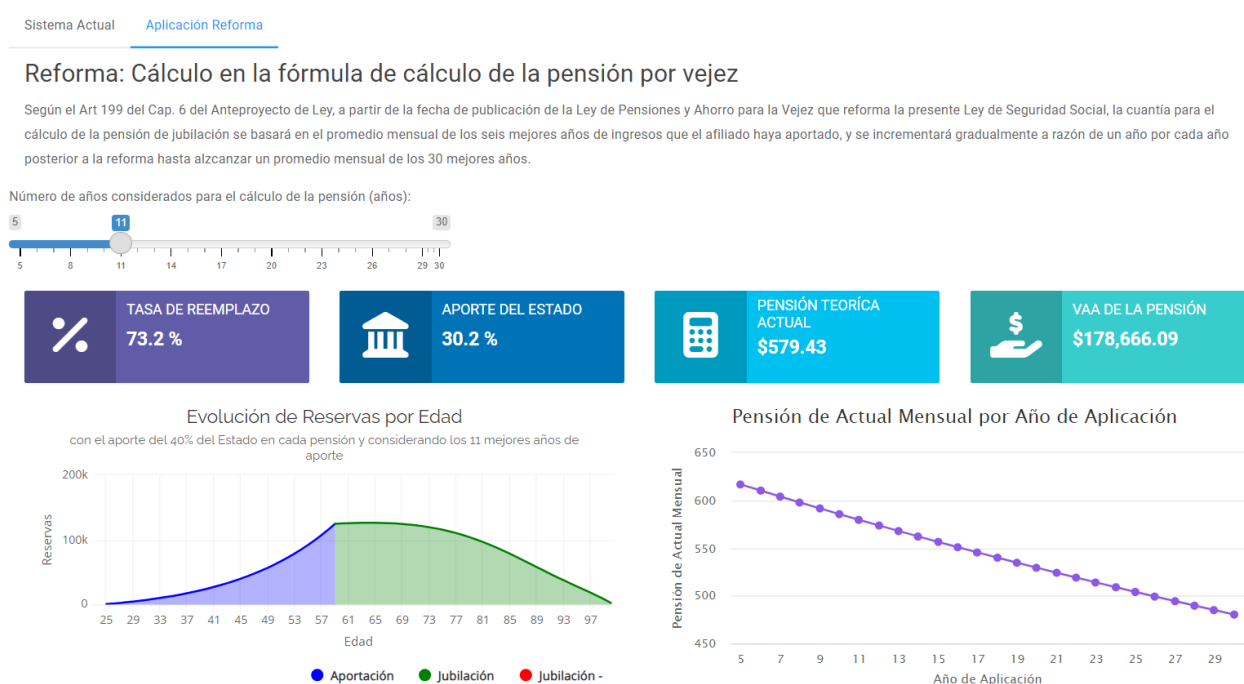 Sistema Actual
Aplicación Reforma
Reforma: Cálculo en la fórmula de cálculo de la pensión por vejez
Según el Art 199 del Cap. 6 del Anteproyecto de Ley, a partir de la fecha de publicación de la Ley de Pensiones y Ahorro para la Vejez que reforma la presente Ley de Seguridad Social, la cuantía para el
cálculo de la pensión de jubilación se basará en el promedio mensual de los seis mejores años de ingresos que el afiliado haya aportado, y se incrementará gradualmente a razón de un año por cada año
posterior a la reforma hasta alzcanzar un promedio mensual de los 30 mejores años.
Número de años considerados para el cálculo de la pensión (años):
5 11 30
5 8 11 14 17 20 23 26 29 30
TASA DE REEMPLAZO
73.2 %
APORTE DEL ESTADO
30.2 %
PENSIÓN TEORÍCA
ACTUAL
$579.43
VAA DE LA PENSIÓN
$178,666.09
Evolución de Reservas por Edad
con el aporte del 40% del Estado en cada pensión y considerando los 11 mejores años de
aporte
Reservas
200k
100k
0
25 29 33 37 41 45 49 53 57 61 65 69 73 77 81 85 89 93 97
Edad
Aportación Jubilación Jubilación -
Pensión de Actual Mensual por Año de Aplicación
Pensión de Actual Mensual
650
600
550
500
450
5 7 9 11 13 15 17 19 21 23 25 27 29
Año de Aplicación